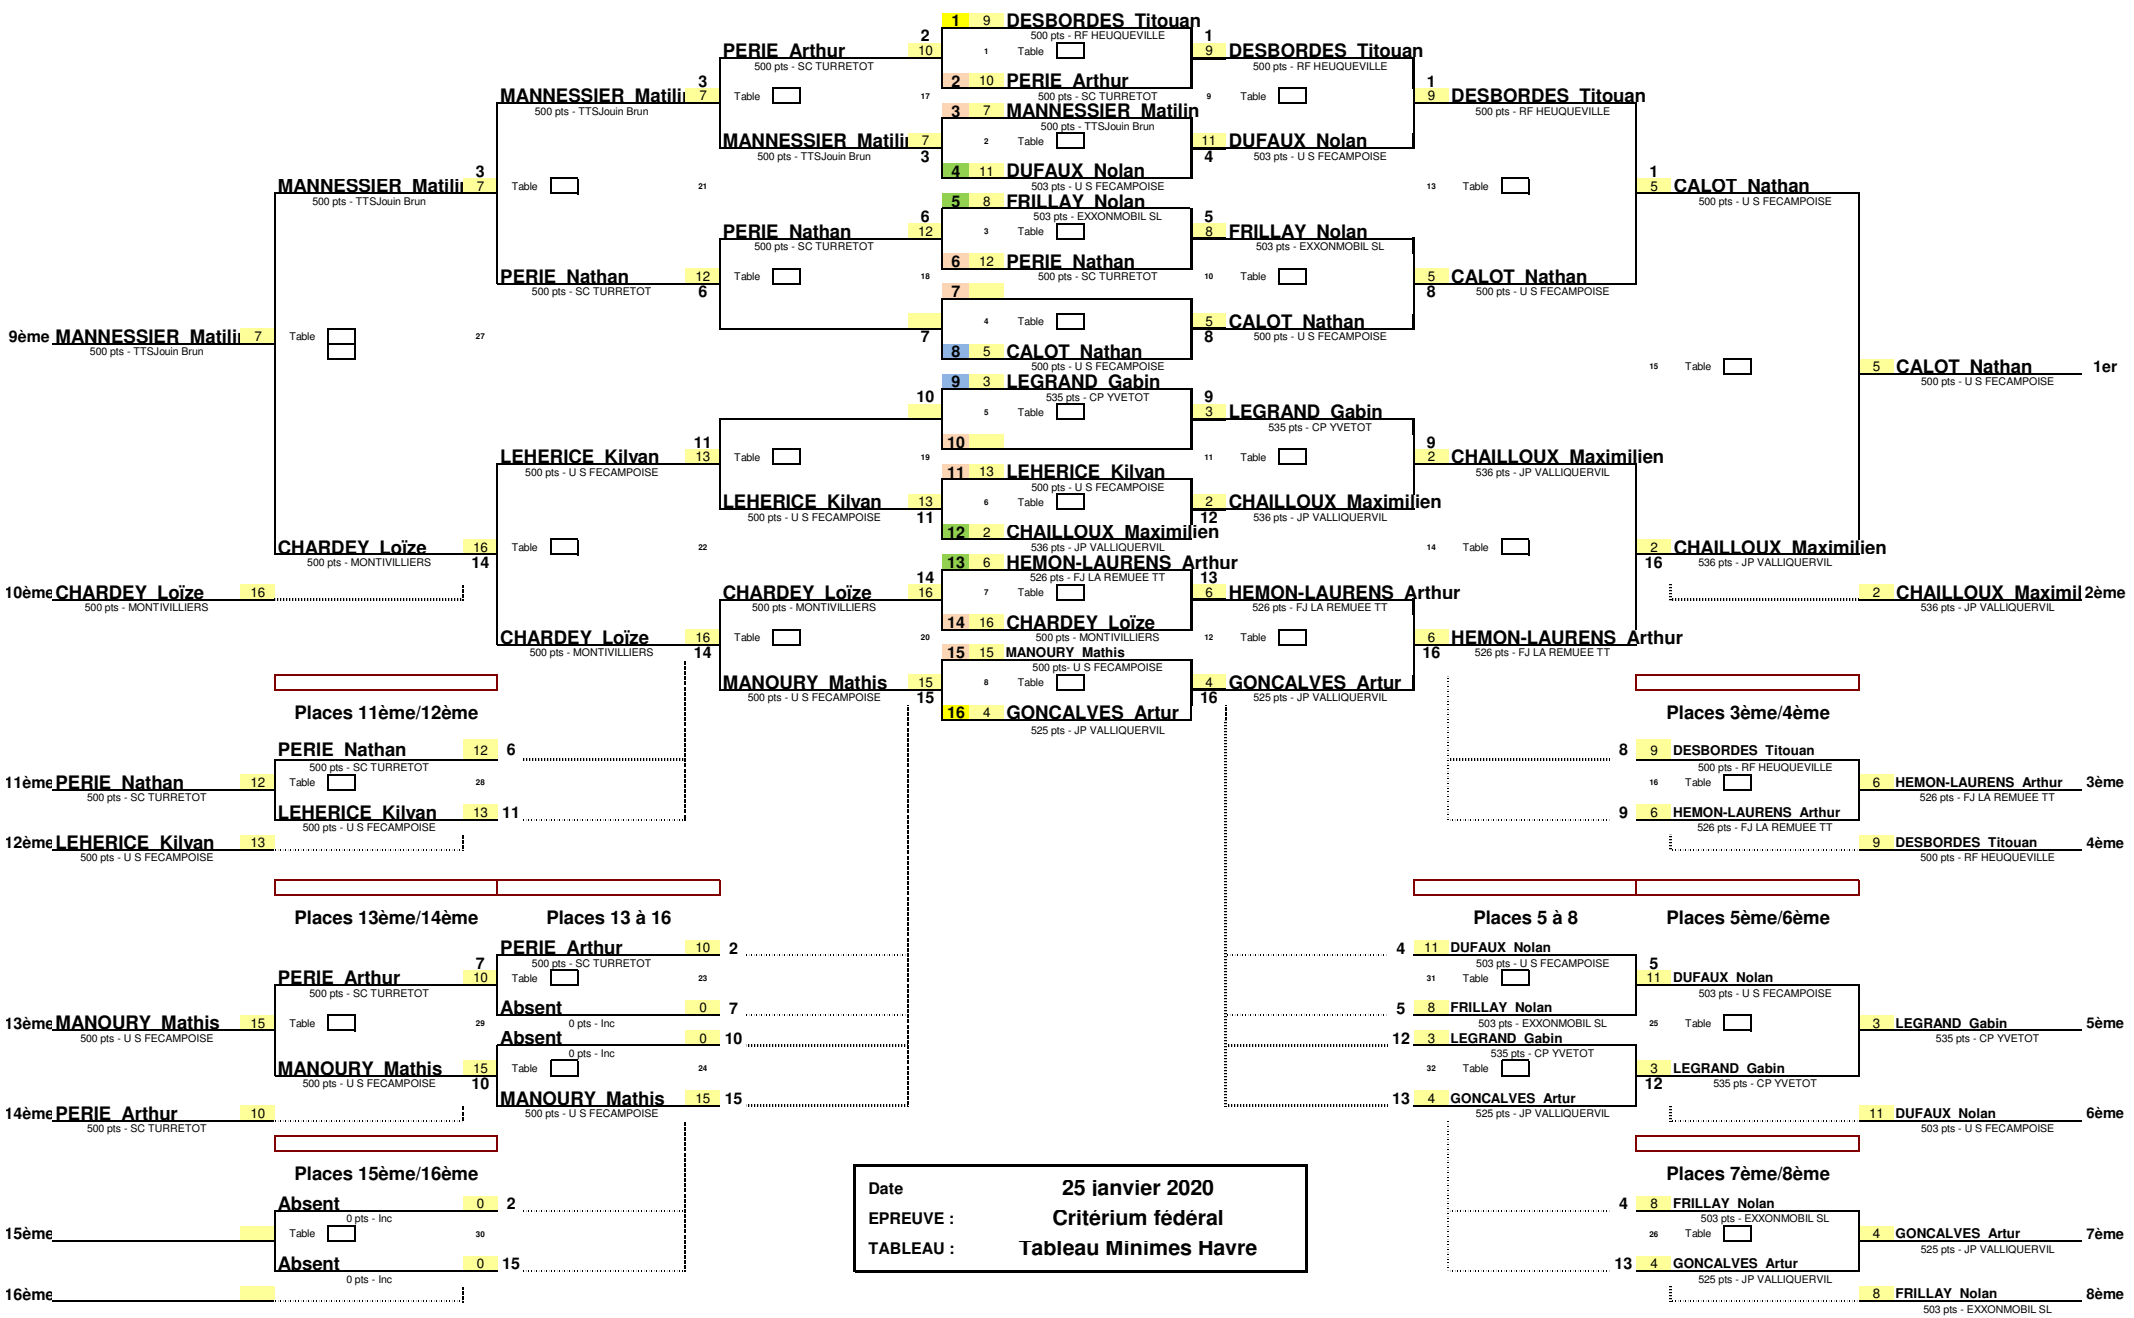 1 9 DESBORDES Titouan
500 pts - RF HEUQUEVILLE
1 Table
2 10 PERIE Arthur
500 pts - SC TURRETOT
3 7 MANNESSIER Matilin
500 pts - TTSJouin Brun
2 Table
4 11 DUFAUX Nolan
503 pts - U S FECAMPOISE
5 8 FRILLAY Nolan
503 pts - EXXONMOBIL SL
3 Table
6 12 PERIE Nathan
500 pts - SC TURRETOT
7
4 Table
8 5 CALOT Nathan
500 pts - U S FECAMPOISE
9 3 LEGRAND Gabin
535 pts - CP YVETOT
5 Table
10
11 13 LEHERICE Kilvan
500 pts - U S FECAMPOISE
6 Table
12 2 CHAILLOUX Maximilien
536 pts - JP VALLIQUERVIL
13 6 HEMON-LAURENS Arthur
526 pts - FJ LA REMUEE TT
7 Table
14 16 CHARDEY Loïze
500 pts - MONTIVILLIERS
15 15 MANOURY Mathis
500 pts- U S FECAMPOISE
8 Table
16 4 GONCALVES Artur
525 pts - JP VALLIQUERVIL
1
9 DESBORDES Titouan
500 pts - RF HEUQUEVILLE
9 Table
11 DUFAUX Nolan
4 503 pts - U S FECAMPOISE
5
8 FRILLAY Nolan
503 pts - EXXONMOBIL SL
10 Table
5 CALOT Nathan
8 500 pts - U S FECAMPOISE
9
3 LEGRAND Gabin
535 pts - CP YVETOT
11 Table
2 CHAILLOUX Maximilien
12 536 pts - JP VALLIQUERVIL
13
6 HEMON-LAURENS Arthur
526 pts - FJ LA REMUEE TT
12 Table
4 GONCALVES Artur
16 525 pts - JP VALLIQUERVIL
1
9 DESBORDES Titouan
500 pts - RF HEUQUEVILLE
13 Table
5 CALOT Nathan
8 500 pts - U S FECAMPOISE
9
2 CHAILLOUX Maximilien
536 pts - JP VALLIQUERVIL
14 Table
6 HEMON-LAURENS Arthur
16 526 pts - FJ LA REMUEE TT
1
5 CALOT Nathan
500 pts - U S FECAMPOISE
15 Table
2 CHAILLOUX Maximilien
16 536 pts - JP VALLIQUERVIL
5 CALOT Nathan 1er
500 pts - U S FECAMPOISE
2 CHAILLOUX Maximil 2ème
536 pts - JP VALLIQUERVIL
Places 3ème/4ème
8 9 DESBORDES Titouan
500 pts - RF HEUQUEVILLE
16 Table
9 6 HEMON-LAURENS Arthur
526 pts - FJ LA REMUEE TT
6 HEMON-LAURENS Arthur 3ème
526 pts - FJ LA REMUEE TT
9 DESBORDES Titouan 4ème
500 pts - RF HEUQUEVILLE
Places 5 à 8
4 11 DUFAUX Nolan
503 pts - U S FECAMPOISE
31 Table
5 8 FRILLAY Nolan
503 pts - EXXONMOBIL SL
12 3 LEGRAND Gabin
535 pts - CP YVETOT
32 Table
13 4 GONCALVES Artur
525 pts - JP VALLIQUERVIL
Places 5ème/6ème
5
11 DUFAUX Nolan
503 pts - U S FECAMPOISE
25 Table
3 LEGRAND Gabin
12 535 pts - CP YVETOT
3 LEGRAND Gabin 5ème
535 pts - CP YVETOT
11 DUFAUX Nolan 6ème
503 pts - U S FECAMPOISE
Places 7ème/8ème
4 8 FRILLAY Nolan
503 pts - EXXONMOBIL SL
26 Table
13 4 GONCALVES Artur
525 pts - JP VALLIQUERVIL
4 GONCALVES Artur 7ème
525 pts - JP VALLIQUERVIL
8 FRILLAY Nolan 8ème
503 pts - EXXONMOBIL SL
2
PERIE Arthur 10
500 pts - SC TURRETOT
Table 17
MANNESSIER Matilin 7
500 pts - TTSJouin Brun 3
6
PERIE Nathan 12
500 pts - SC TURRETOT
Table 18
7
10
Table 19
LEHERICE Kilvan 13
500 pts - U S FECAMPOISE 11
14
CHARDEY Loïze 16
500 pts - MONTIVILLIERS
Table 20
MANOURY Mathis 15
500 pts - U S FECAMPOISE 15
3
MANNESSIER Matili 7
500 pts - TTSJouin Brun
Table 21
PERIE Nathan 12
500 pts - SC TURRETOT 6
11
LEHERICE Kilvan 13
500 pts - U S FECAMPOISE
Table 22
CHARDEY Loïze 16
500 pts - MONTIVILLIERS 14
3
MANNESSIER Matilin 7
500 pts - TTSJouin Brun
Table 27
CHARDEY Loïze 16
500 pts - MONTIVILLIERS 14
9ème MANNESSIER Matilin 7
500 pts - TTSJouin Brun
10ème CHARDEY Loïze 16
500 pts - MONTIVILLIERS
Places 11ème/12ème
PERIE Nathan 12 6
500 pts - SC TURRETOT
Table 28
LEHERICE Kilvan 13 11
500 pts - U S FECAMPOISE
11ème PERIE Nathan 12
500 pts - SC TURRETOT
12ème LEHERICE Kilvan 13
500 pts - U S FECAMPOISE
Places 13 à 16
PERIE Arthur 10 2
500 pts - SC TURRETOT
Table 23
Absent 0 7
0 pts - Inc
Absent 0 10
0 pts - Inc
Table 24
MANOURY Mathis 15 15
500 pts - U S FECAMPOISE
Places 13ème/14ème
7
PERIE Arthur 10
500 pts - SC TURRETOT
Table 29
MANOURY Mathis 15
500 pts - U S FECAMPOISE 10
13ème MANOURY Mathis 15
500 pts - U S FECAMPOISE
14ème PERIE Arthur 10
500 pts - SC TURRETOT
Places 15ème/16ème
Absent 0 2
0 pts - Inc
Table 30
Absent 0 15
0 pts - Inc
15ème
16ème
Date 25 janvier 2020
EPREUVE : Critérium fédéral
TABLEAU : Tableau Minimes Havre